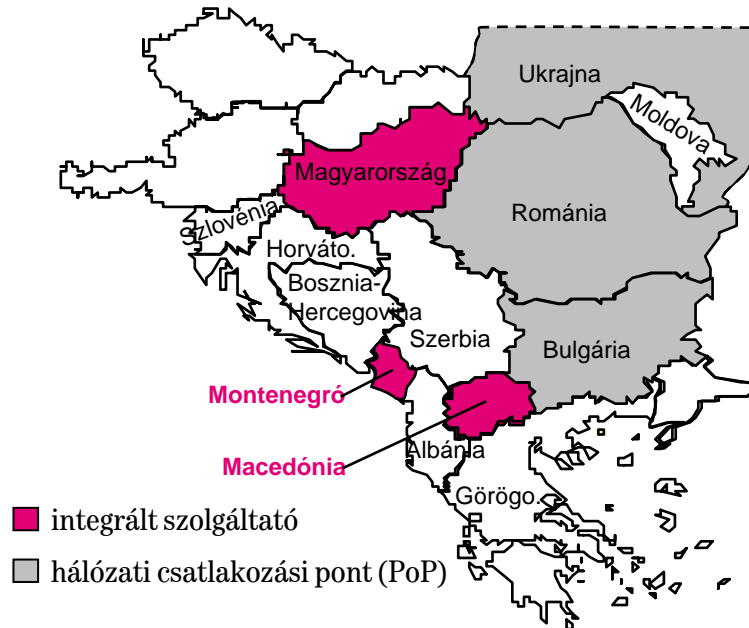 Ukrajna
Moldova
Magyarország
Románia
Szlovénia
Horváto.
Bosznia-
Hercegovina
Szerbia
Bulgária
Montenegró
Macedónia
Albánia
Görögo.
integrált szolgáltató
hálózati csatlakozási pont (PoP)